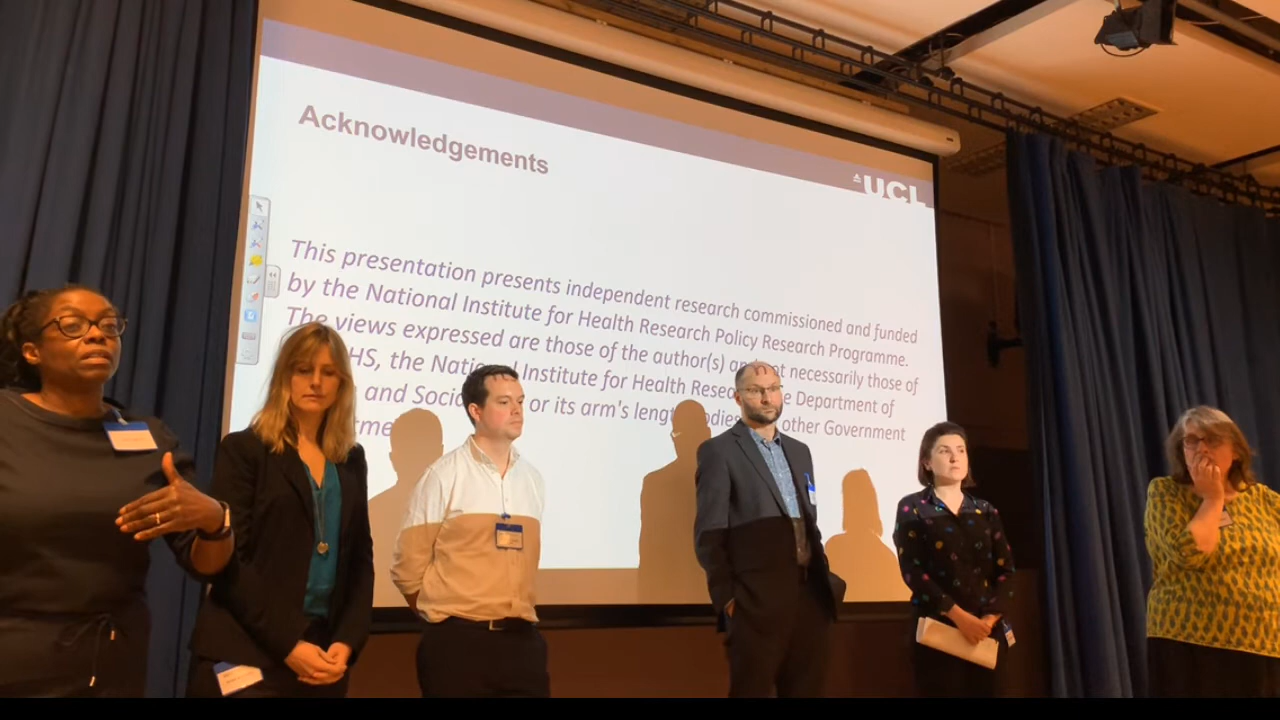 Acknowledgements
UCL
This presentation presents independent research commissioned and funded
by the National Institute for Health Research Policy Research Programme.
The views expressed are those of the author(s) and not necessarily those of
HS, the National Institute for Health Research, the Department of
and Social or its arm's length bodies other Government